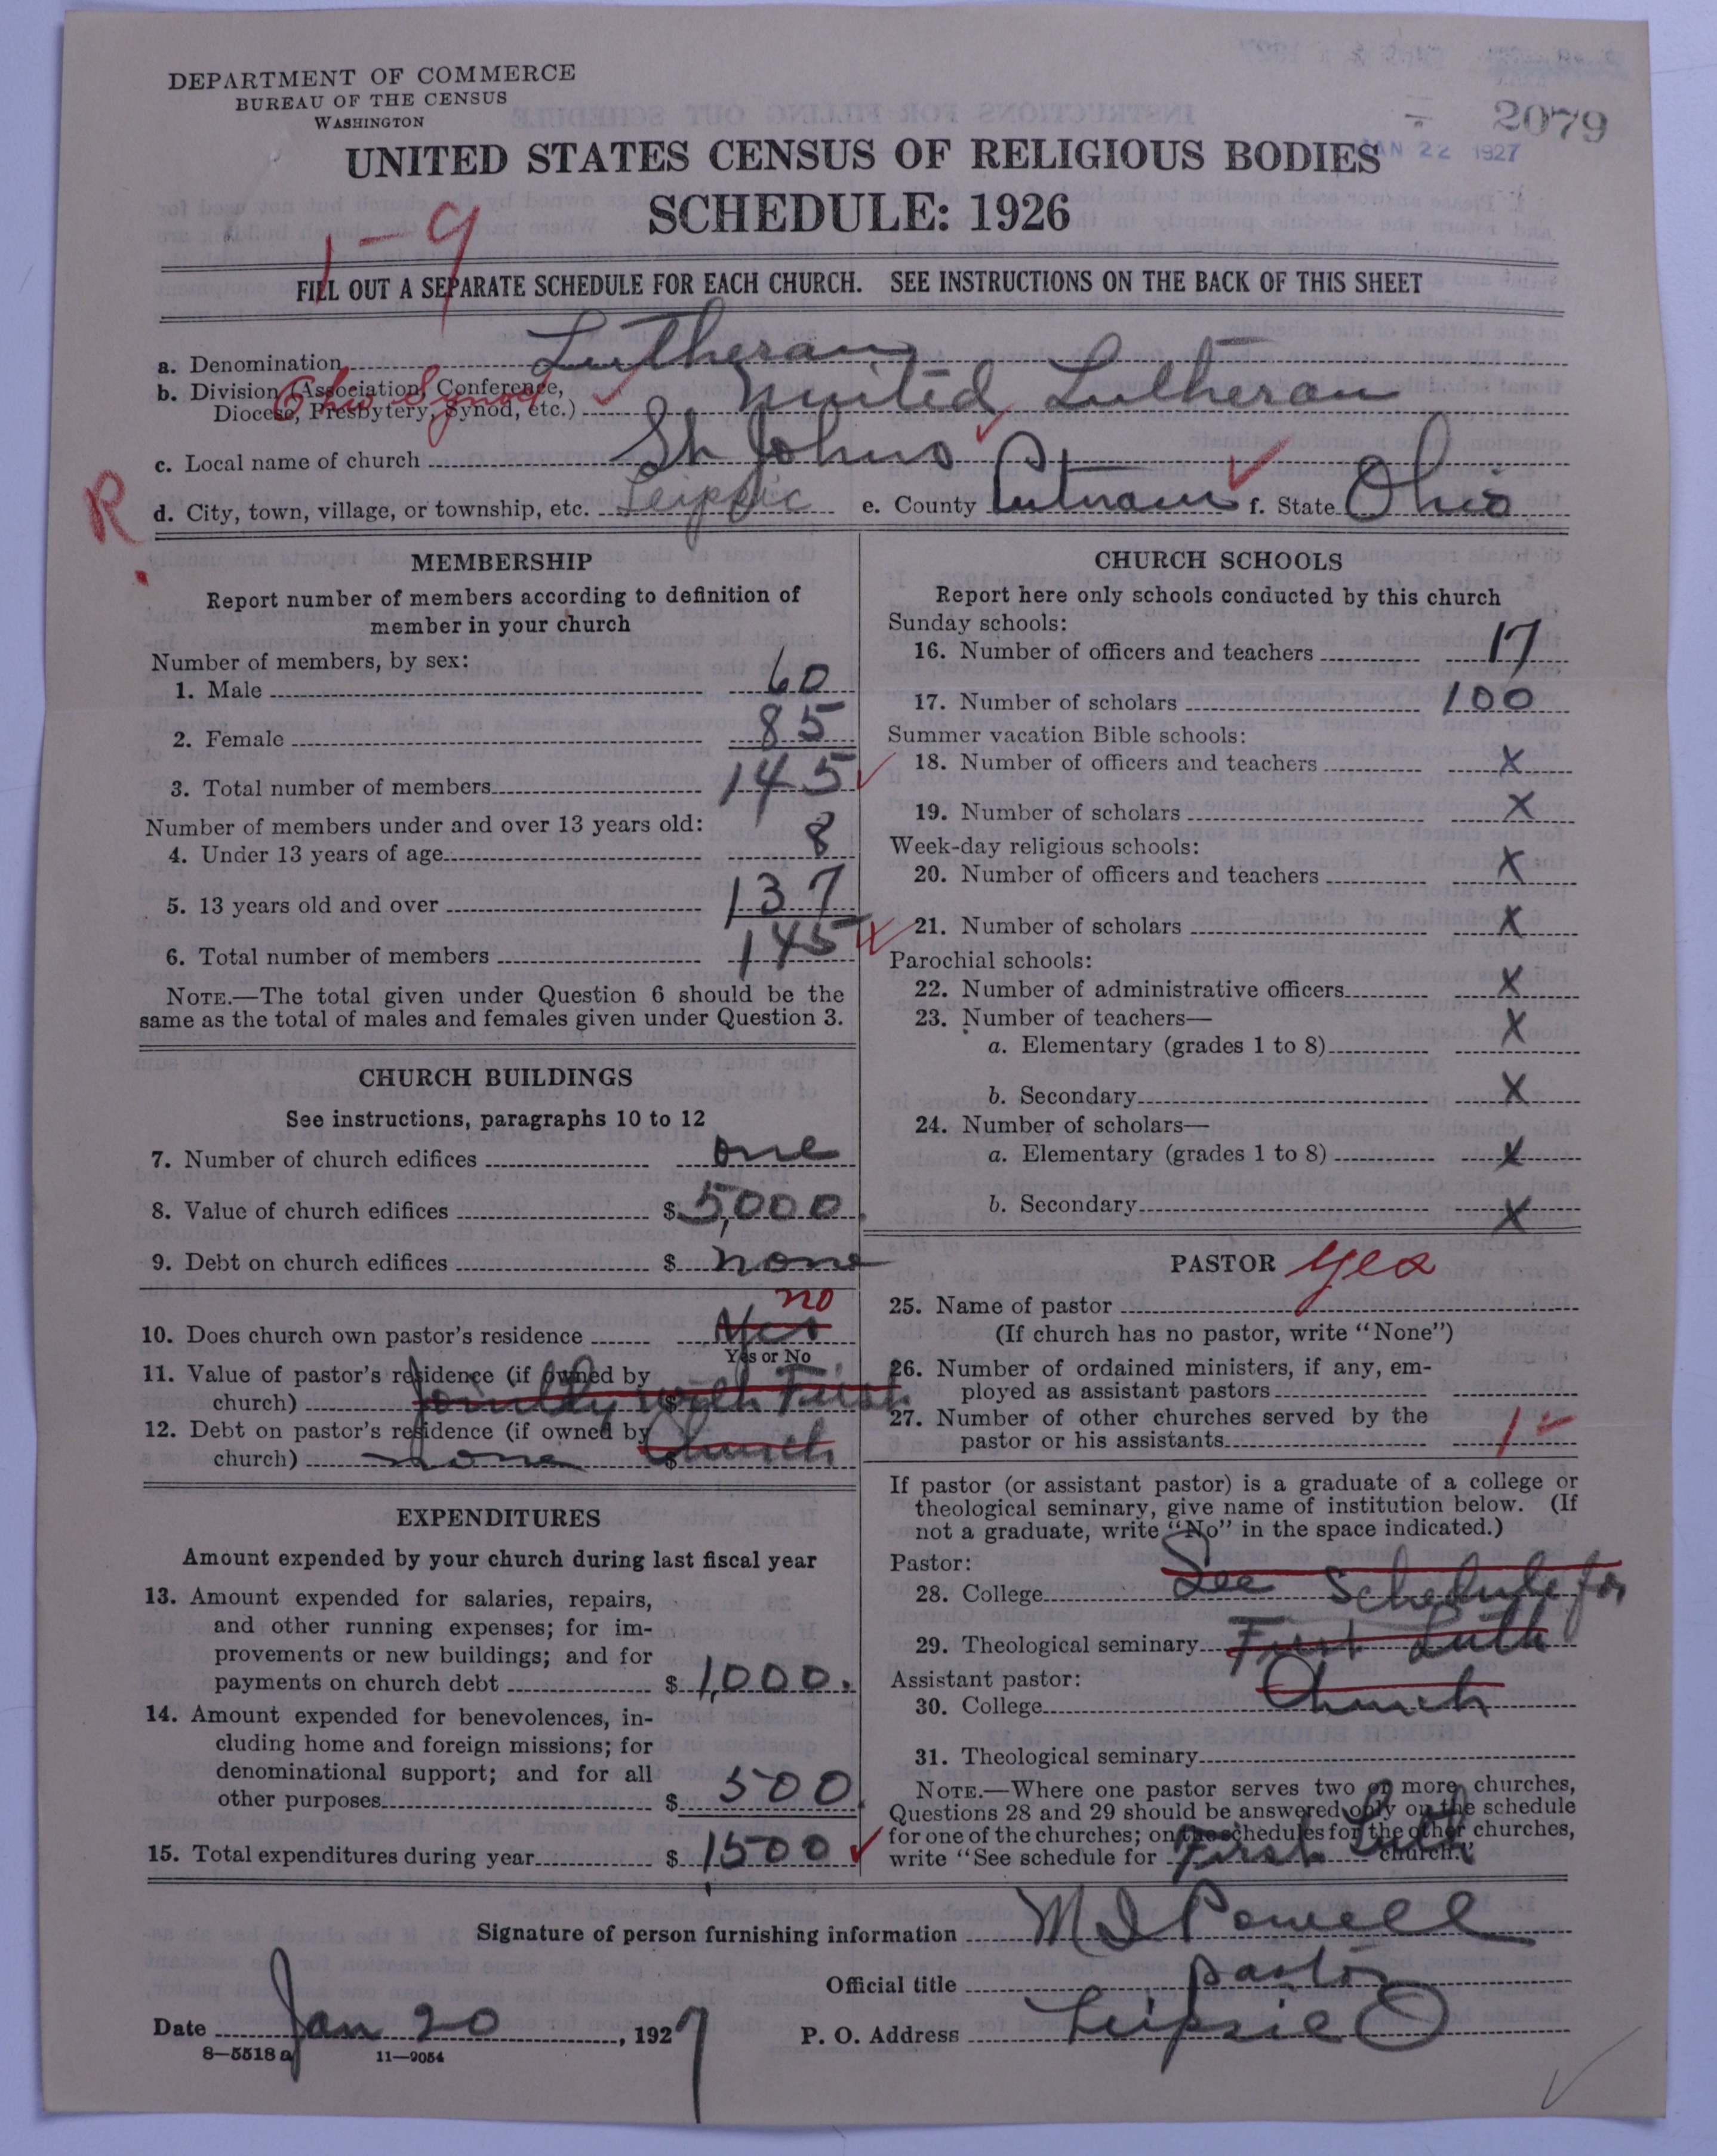 DEPARTMENT OF COMMERCE
BUREAU OF THE CENSUS
WASHINGTON
2079
JAN 22 1927
UNITED STATES CENSUS OF RELIGIOUS BODIES
SCHEDULE: 1926
1-9
FILL OUT A SEPARATE SCHEDULE FOR EACH CHURCH. SEE INSTRUCTIONS ON THE BACK OF THIS SHEET
a. Denomination Lutheran
b. Division (Association, Conference,
Diocese, Presbytery, Synod, etc.) United Lutheran
Ohio Synod
c. Local name of church St Johns
R.
d. City, town, village, or township, etc. Leipsic e. County Putnam f. State Ohio
MEMBERSHIP
Report number of members according to definition of
member in your church
Number of members, by sex:
1. Male 60
2. Female 85
3. Total number of members 145
Number of members under and over 13 years old:
4. Under 13 years of age 8
5. 13 years old and over 137
6. Total number of members 145
NOTE.—The total given under Question 6 should be the
same as the total of males and females given under Question 3.
CHURCH BUILDINGS
See instructions, paragraphs 10 to 12
7. Number of church edifices one
8. Value of church edifices $ 5,000.
9. Debt on church edifices $ none
no
10. Does church own pastor's residence Yes
Yes or No
11. Value of pastor's residence (if owned by
church) $ Jointly with First
12. Debt on pastor's residence (if owned by Church
church) none $
EXPENDITURES
Amount expended by your church during last fiscal year
13. Amount expended for salaries, repairs,
and other running expenses; for im-
provements or new buildings; and for
payments on church debt $ 1,000.
14. Amount expended for benevolences, in-
cluding home and foreign missions; for
denominational support; and for all
other purposes $ 500.
15. Total expenditures during year $ 1500
CHURCH SCHOOLS
Report here only schools conducted by this church
Sunday schools:
16. Number of officers and teachers 17
17. Number of scholars 100
Summer vacation Bible schools:
18. Number of officers and teachers X
19. Number of scholars X
Week-day religious schools:
20. Number of officers and teachers X
21. Number of scholars X
Parochial schools:
22. Number of administrative officers X
23. Number of teachers—
a. Elementary (grades 1 to 8) X
b. Secondary X
24. Number of scholars—
a. Elementary (grades 1 to 8) X
b. Secondary X
PASTOR yes
25. Name of pastor
(If church has no pastor, write "None")
26. Number of ordained ministers, if any, em-
ployed as assistant pastors
27. Number of other churches served by the
pastor or his assistants 1-
If pastor (or assistant pastor) is a graduate of a college or
theological seminary, give name of institution below. (If
not a graduate, write "No" in the space indicated.)
Pastor:
28. College See Schedule for
29. Theological seminary First Luth
Assistant pastor:
30. College Church
31. Theological seminary
NOTE.—Where one pastor serves two or more churches,
Questions 28 and 29 should be answered only on the schedule
for one of the churches; on the schedules for the other churches,
write "See schedule for First Luth church."
Signature of person furnishing information M I Powell
Official title pastor
Date Jan 20, 1927 P. O. Address Leipsic O
8—5518 a 11—9054